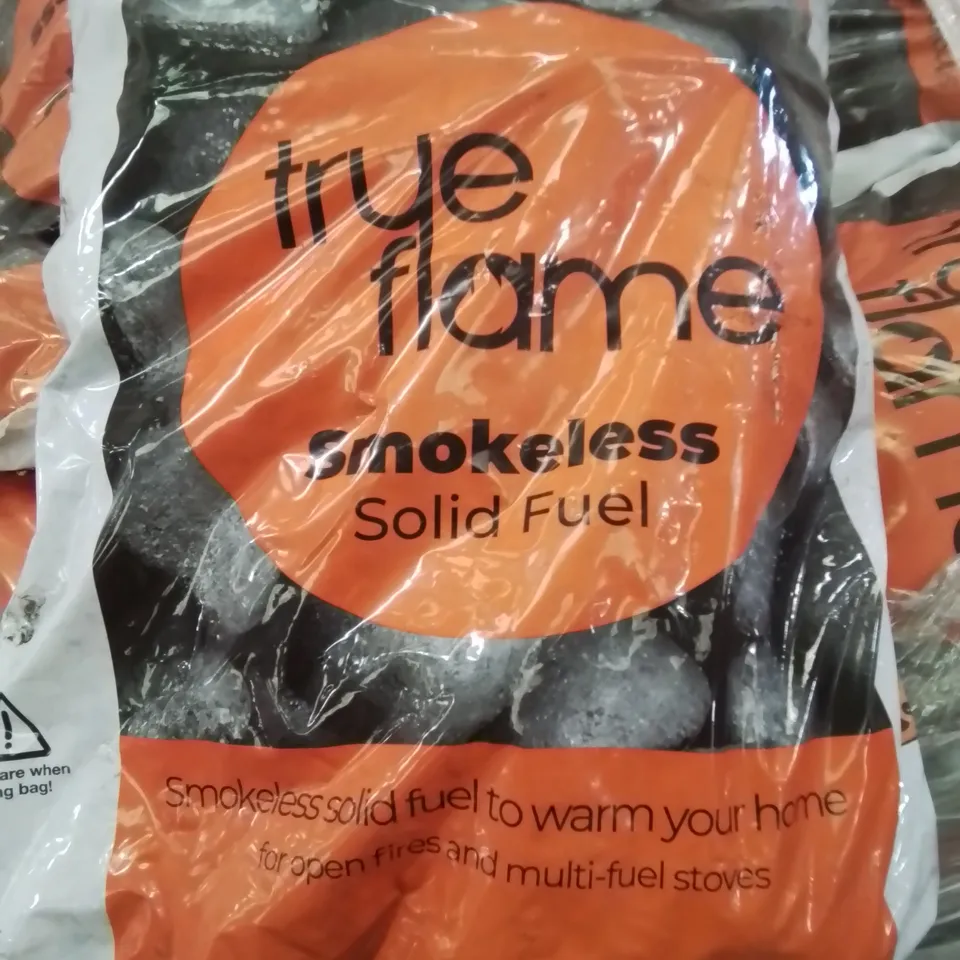 true
flame
smokeless
Solid Fuel
Smokeless solid fuel to warm your home
for open fires and multi-fuel stoves
are when
bag!